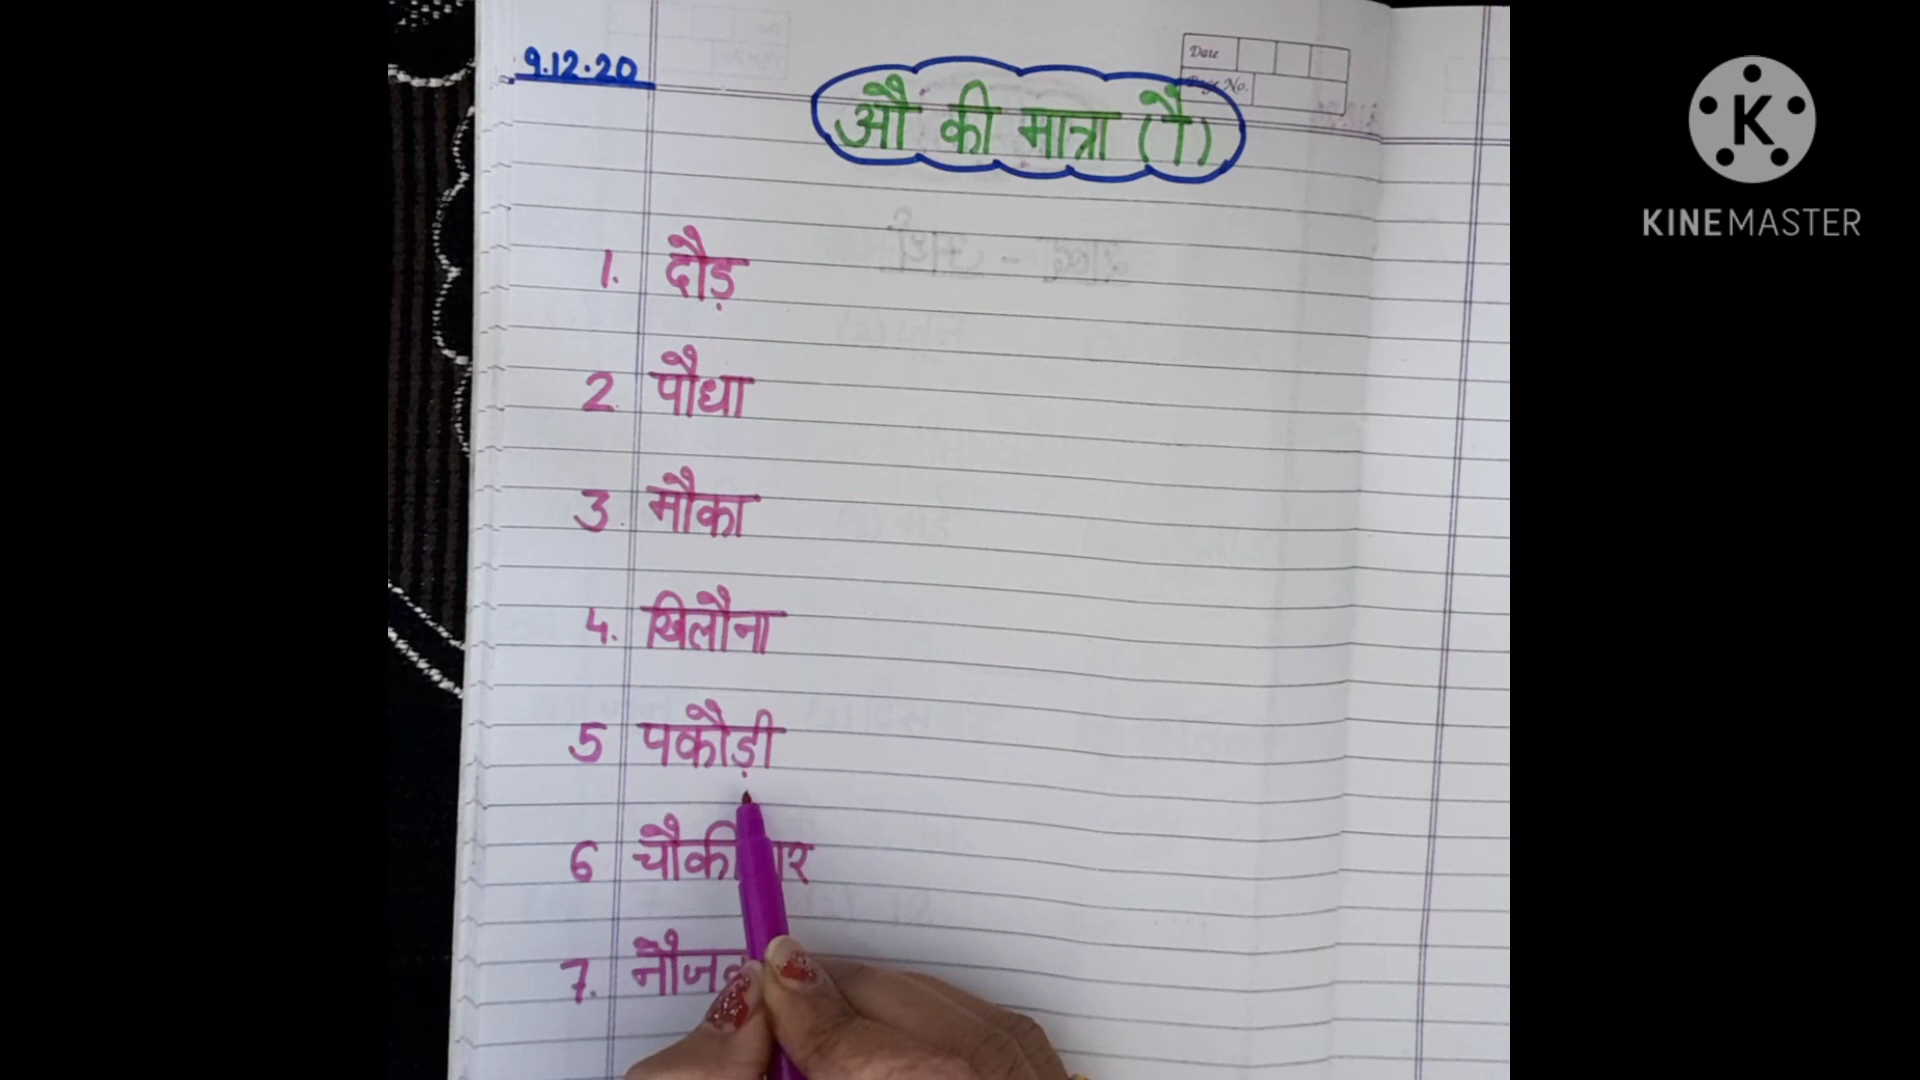 9.12.20
Date
Page No.
औ की मात्रा (ौ)
1. दौड़
2. पौधा
3. मौका
4. खिलौना
5 पकौड़ी
6
7.
KINEMASTER